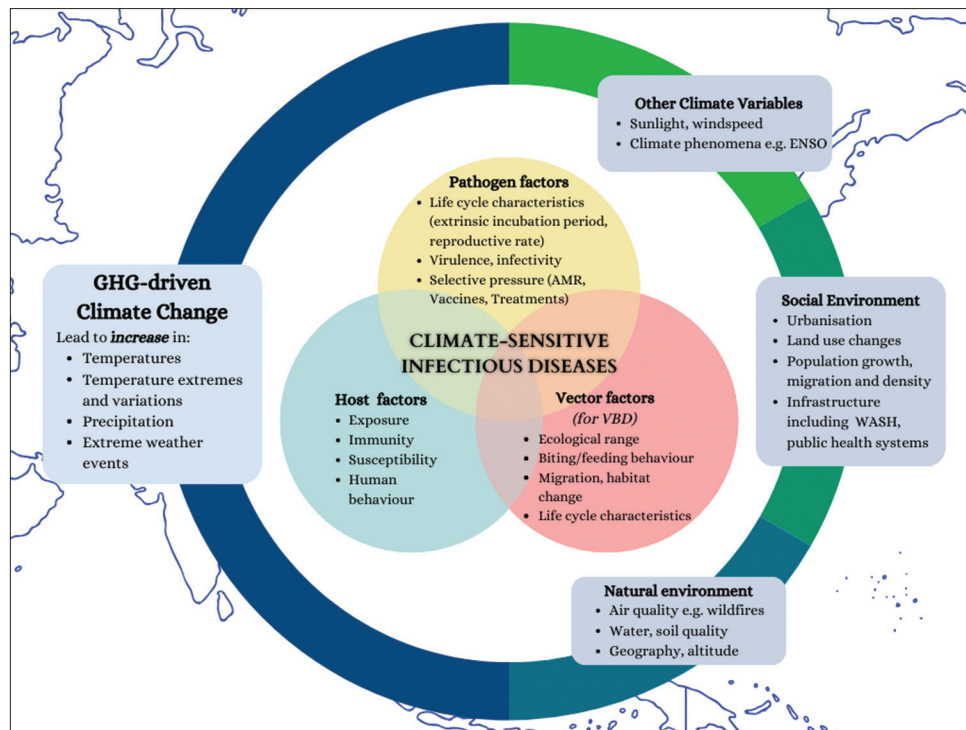 Other Climate Variables
• Sunlight, windspeed
• Climate phenomena e.g. ENSO
Pathogen factors
• Life cycle characteristics
(extrinsic incubation period,
reproductive rate)
• Virulence, infectivity
• Selective pressure (AMR,
Vaccines, Treatments)
GHG-driven
Climate Change
Lead to increase in:
• Temperatures
• Temperature extremes
and variations
• Precipitation
• Extreme weather
events
CLIMATE-SENSITIVE
INFECTIOUS DISEASES
Social Environment
• Urbanisation
• Land use changes
• Population growth,
migration and density
• Infrastructure
including WASH,
public health systems
Host factors
• Exposure
• Immunity
• Susceptibility
• Human
behaviour
Vector factors
(for VBD)
• Ecological range
• Biting/feeding behaviour
• Migration, habitat
change
• Life cycle characteristics
Natural environment
• Air quality e.g. wildfires
• Water, soil quality
• Geography, altitude